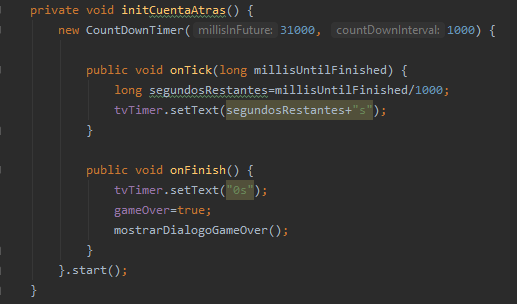 private void initCuentaAtras() {
new CountDownTimer( millisInFuture: 31000, countDownInterval: 1000) {
public void onTick(long millisUntilFinished) {
long segundosRestantes=millisUntilFinished/1000;
tvTimer.setText(segundosRestantes+"s");
}
public void onFinish() {
tvTimer.setText("0s");
gameOver=true;
mostrarDialogoGameOver();
}
}.start();
}